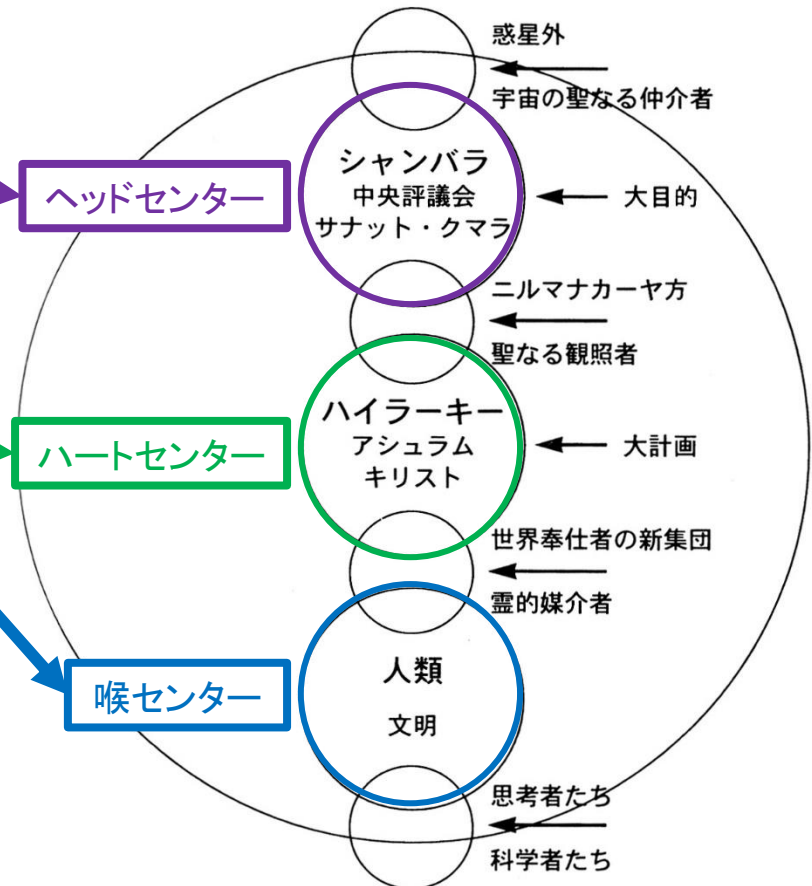 惑星外
宇宙の聖なる仲介者
シャンバラ
中央評議会
サナット・クマラ
ヘッドセンター
大目的
ニルマナカーヤ方
聖なる観照者
ハイラーキー
アシュラム
キリスト
ハートセンター
大計画
世界奉仕者の新集団
霊的媒介者
人類
文明
喉センター
思考者たち
科学者たち